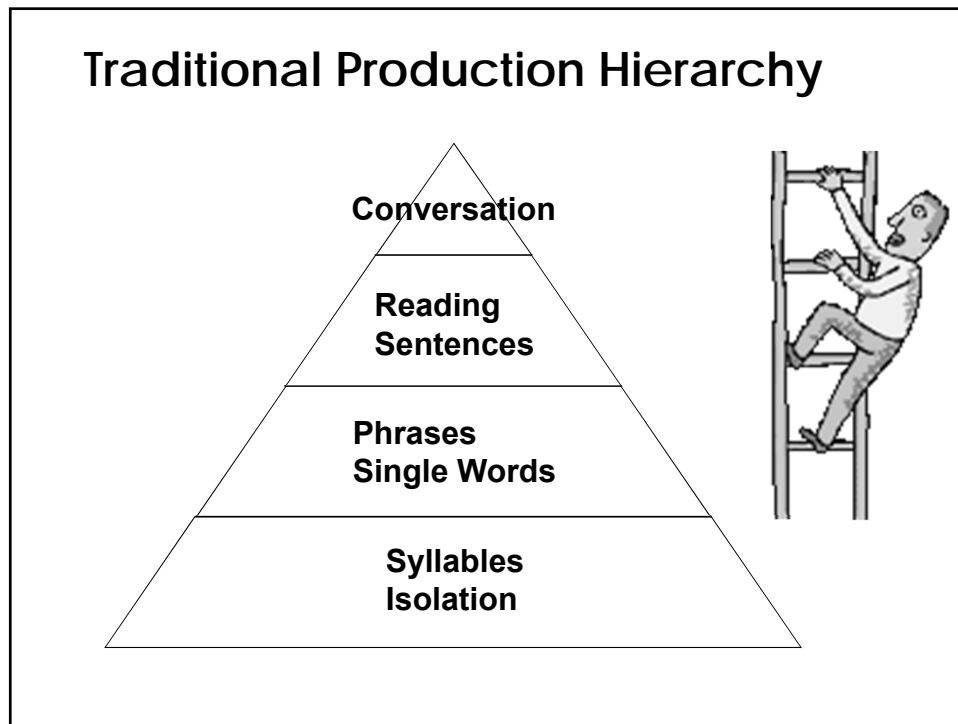 Traditional Production Hierarchy
Conversation
Reading
Sentences
Phrases
Single Words
Syllables
Isolation